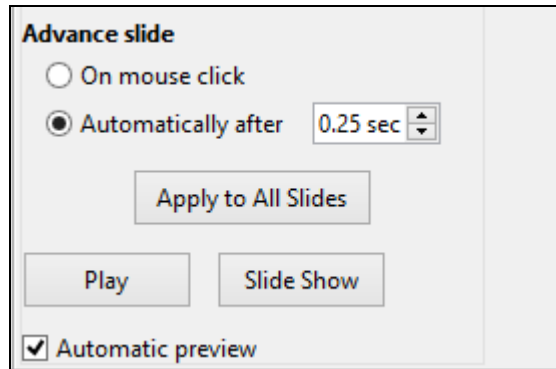 Advance slide
On mouse click
Automatically after 0.25 sec
Apply to All Slides
Play Slide Show
Automatic preview